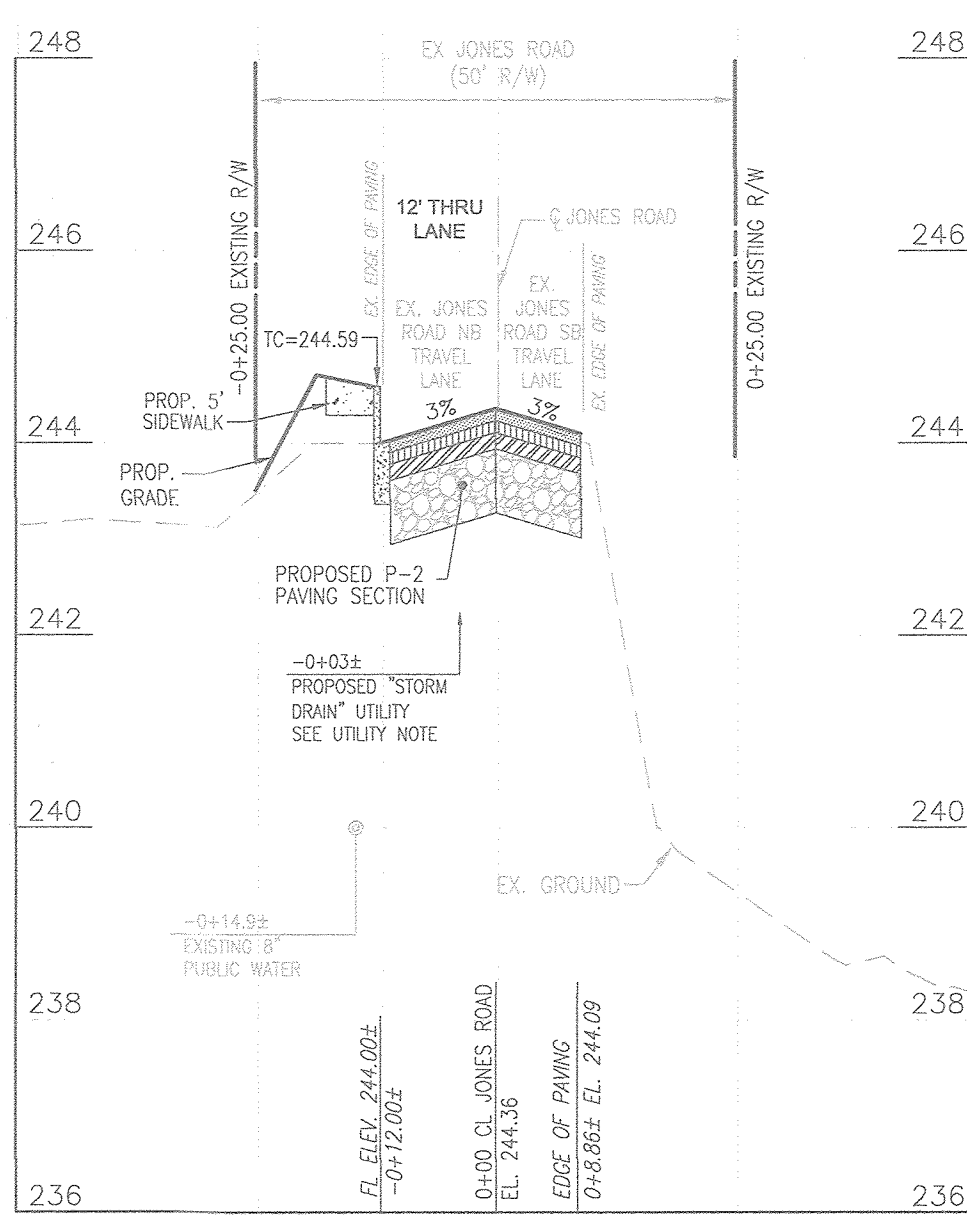 248
248
EX JONES ROAD
(50' R/W)
-0+25.00 EXISTING R/W
EX. EDGE OF PAVING
12' THRU
LANE
℄ JONES ROAD
0+25.00 EXISTING R/W
246
246
EX. JONES
ROAD NB
TRAVEL
LANE
EX.
JONES
ROAD SB
TRAVEL
LANE
EX. EDGE OF PAVING
TC=244.59
3%
3%
PROP. 5'
SIDEWALK
244
244
PROP.
GRADE
PROPOSED P-2
PAVING SECTION
242
242
-0+03±
PROPOSED "STORM
DRAIN" UTILITY
SEE UTILITY NOTE
240
240
EX. GROUND
-0+14.9±
EXISTING 8"
PUBLIC WATER
238
238
FL ELEV. 244.00±
-0+12.00±
0+00 CL JONES ROAD
EL. 244.36
EDGE OF PAVING
0+8.86± EL. 244.09
236
236